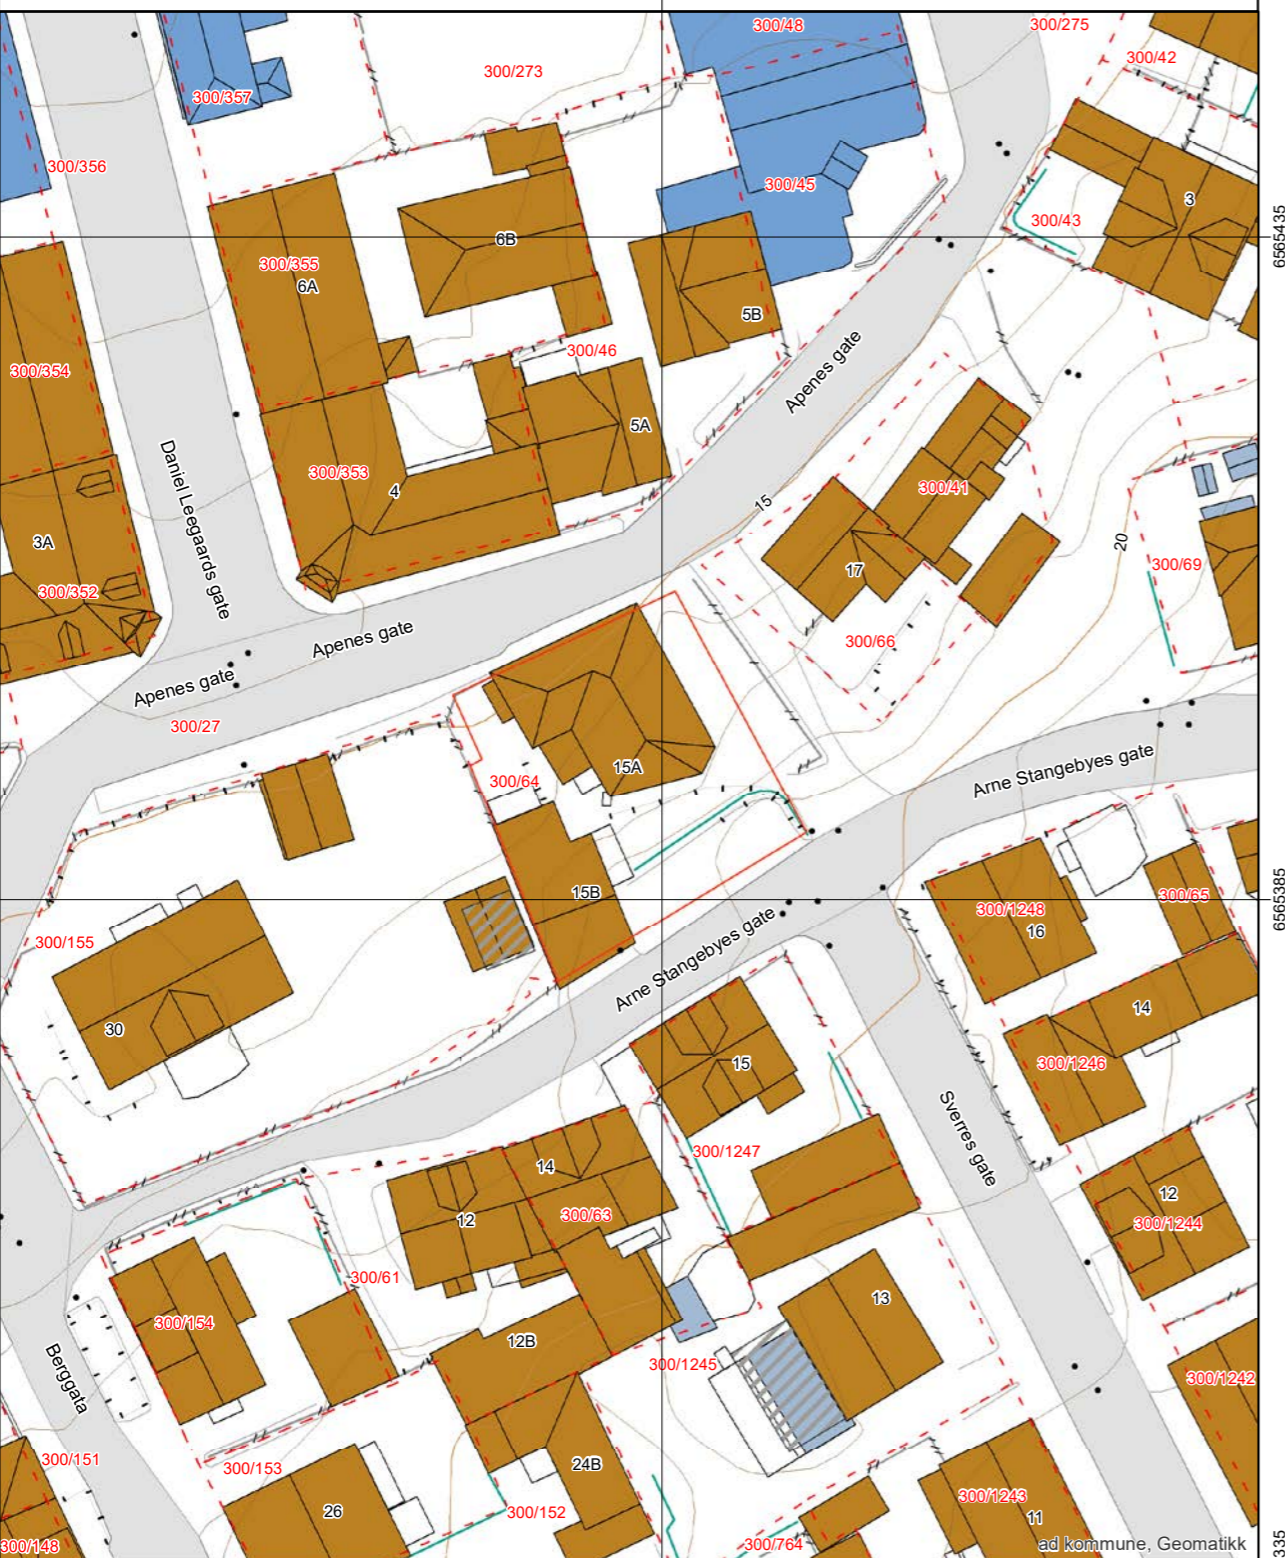 300/48
300/275
300/42
300/273
300/357
300/356
300/45
3
300/43
6565435
6B
300/355
6A
5B
300/46
Apenes gate
300/354
5A
Daniel Leegaards gate
300/353
4
300/41
15
20
3A
17
300/69
300/352
300/66
Apenes gate
Apenes gate
300/27
15A
300/64
Arne Stangebyes gate
15B
6565385
300/65
300/1248
16
300/155
Arne Stangebyes gate
30
14
15
300/1246
Sverres gate
300/1247
14
12
12
300/63
300/1244
300/61
13
300/154
12B
300/1245
Berggata
300/1242
300/151
300/153
24B
26
300/152
300/1243
11
300/148
300/764
ad kommune, Geomatikk
335